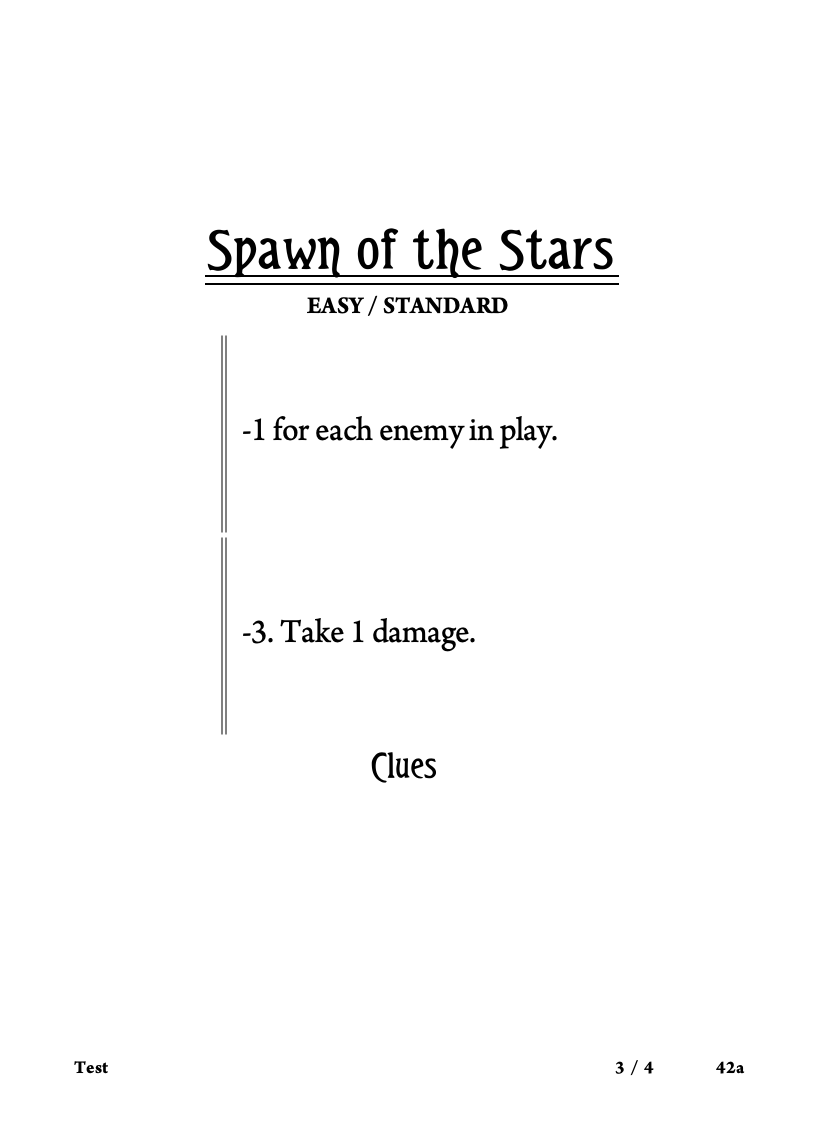 Spawn of the Stars
EASY / STANDARD
-1 for each enemy in play.
-3. Take 1 damage.
Clues
Test 3 / 4 42a